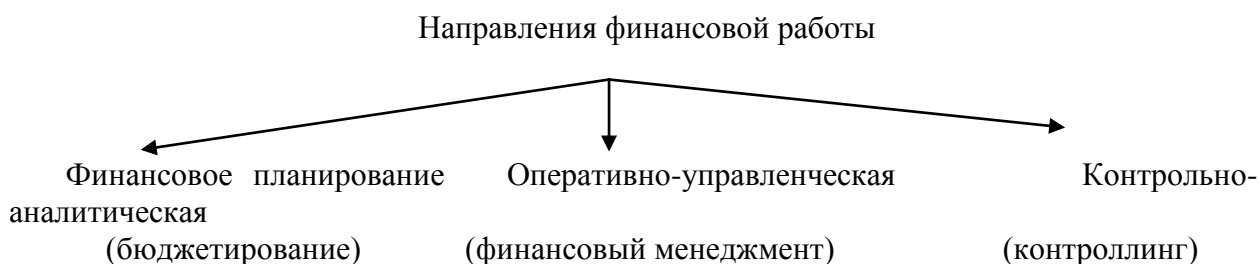 Направления финансовой работы
Финансовое планирование Оперативно-управленческая Контрольно-
аналитическая
(бюджетирование) (финансовый менеджмент) (контроллинг)